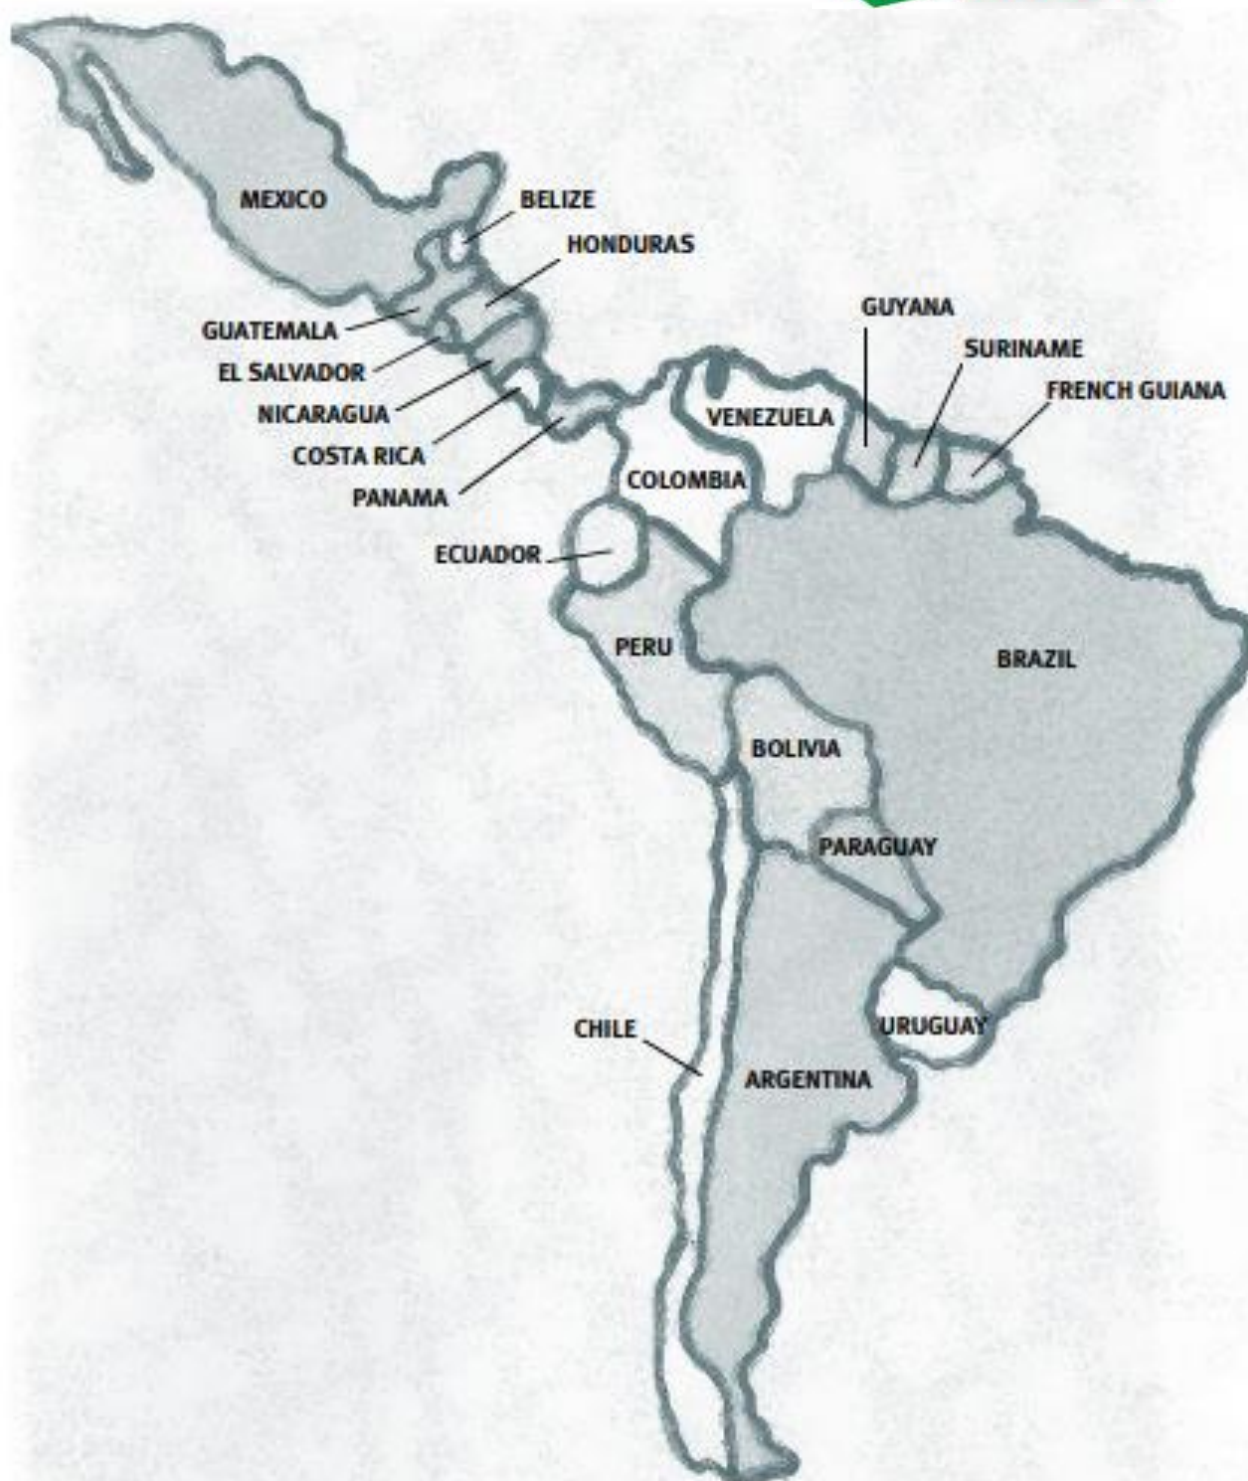 MEXICO
BELIZE
HONDURAS
GUATEMALA
EL SALVADOR
NICARAGUA
COSTA RICA
PANAMA
GUYANA
SURINAME
FRENCH GUIANA
VENEZUELA
COLOMBIA
ECUADOR
PERU
BRAZIL
BOLIVIA
PARAGUAY
CHILE
URUGUAY
ARGENTINA